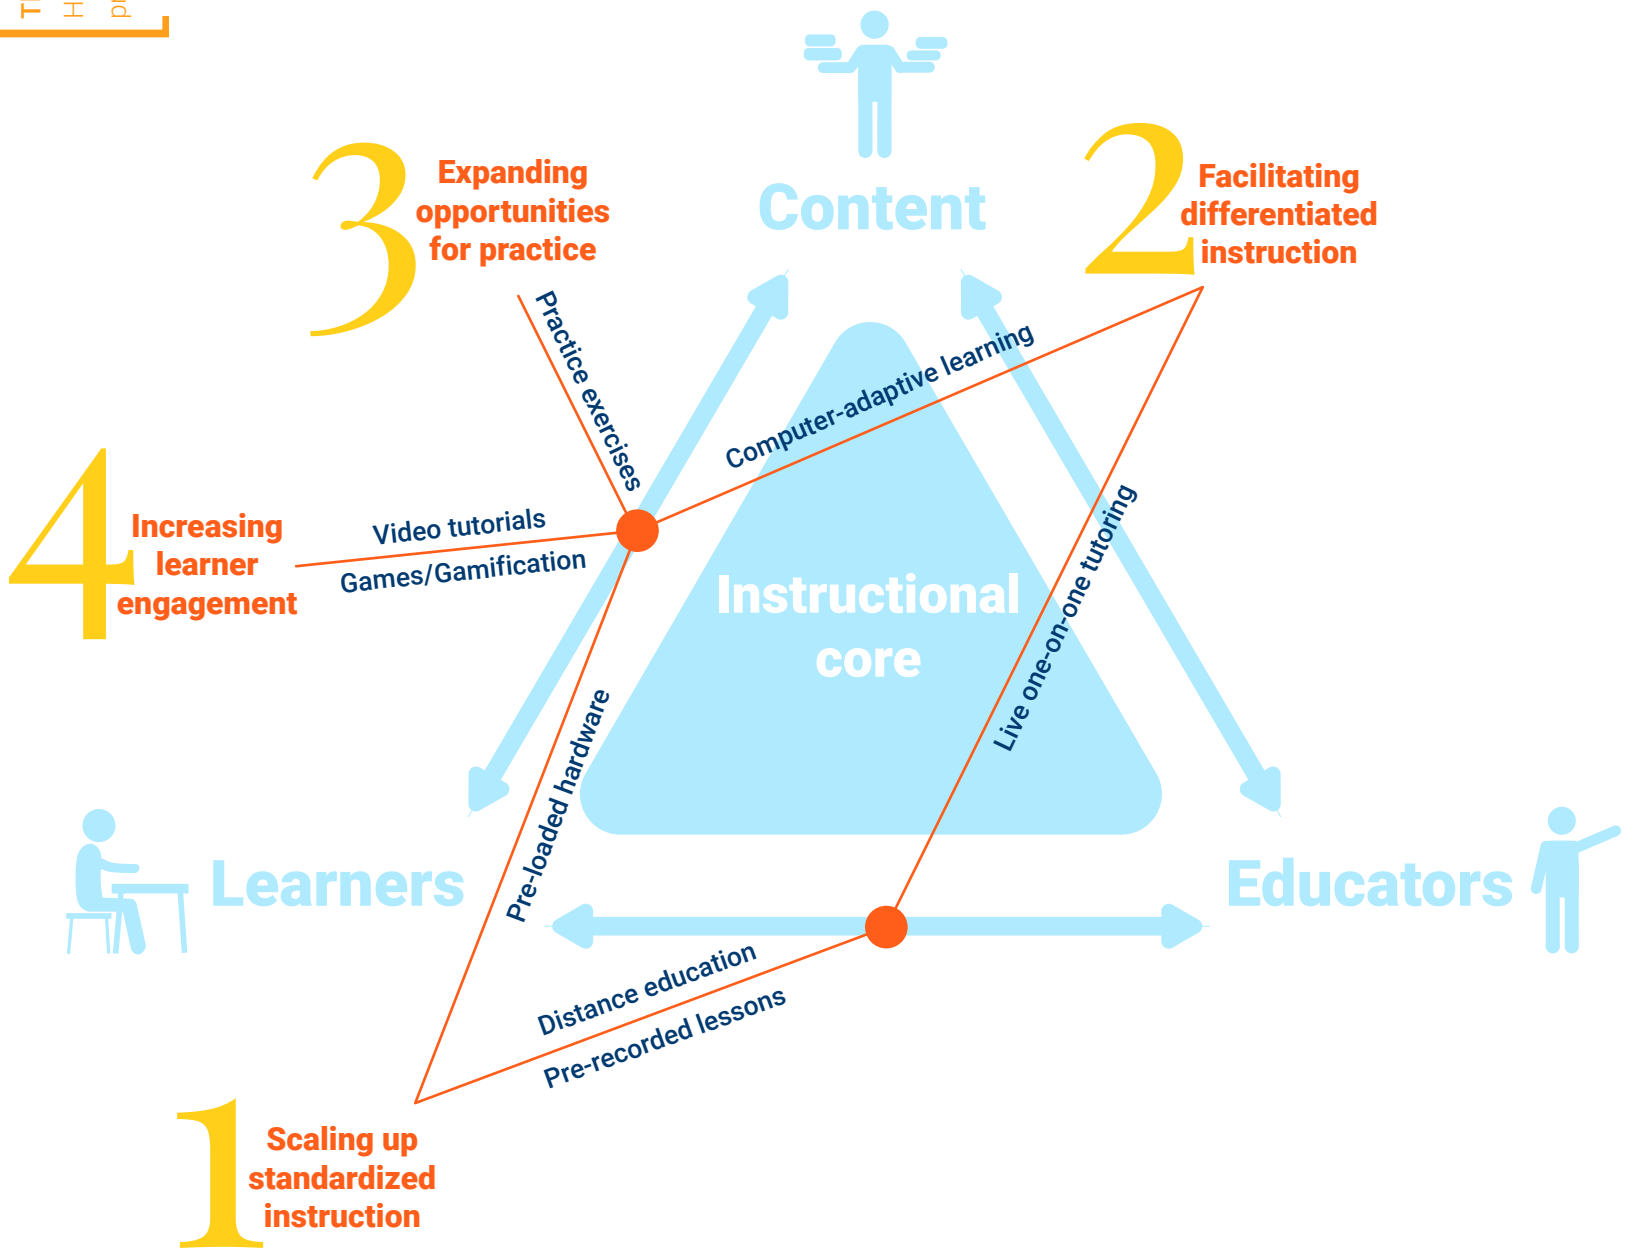 Content
3
Expanding
opportunities
for practice
2
Facilitating
differentiated
instruction
Practice exercises
Computer-adaptive learning
4
Increasing
learner
engagement
Video tutorials
Games/Gamification
Instructional
core
Live one-on-one tutoring
Pre-loaded hardware
Learners
Educators
Distance education
Pre-recorded lessons
1
Scaling up
standardized
instruction